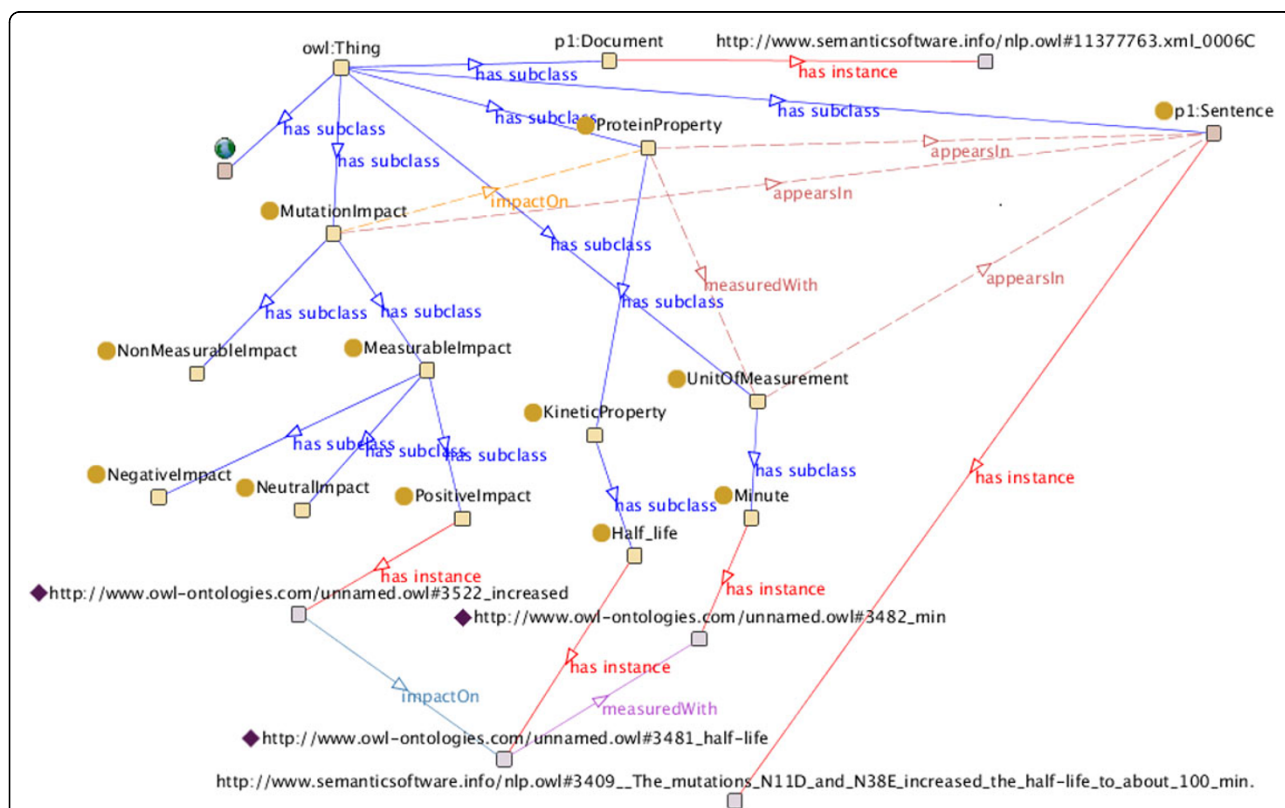 owl:Thing
p1:Document
http://www.semanticsoftware.info/nlp.owl#11377763.xml_0006C
has subclass
has instance
has subclass
has subclass
p1:Sentence
has subclass
ProteinProperty
has subclass
appearsIn
impactOn
appearsIn
MutationImpact
has subclass
measuredWith
appearsIn
has subclass
has subclass
has subclass
NonMeasurableImpact
MeasurableImpact
UnitOfMeasurement
KineticProperty
has subclass
has subclass
has subclass
has subclass
NegativeImpact
NeutralImpact
PositiveImpact
Minute
has instance
has subclass
Half_life
has instance
has instance
http://www.owl-ontologies.com/unnamed.owl#3522_increased
http://www.owl-ontologies.com/unnamed.owl#3482_min
has instance
impactOn
measuredWith
http://www.owl-ontologies.com/unnamed.owl#3481_half-life
http://www.semanticsoftware.info/nlp.owl#3409__The_mutations_N11D_and_N38E_increased_the_half-life_to_about_100_min.